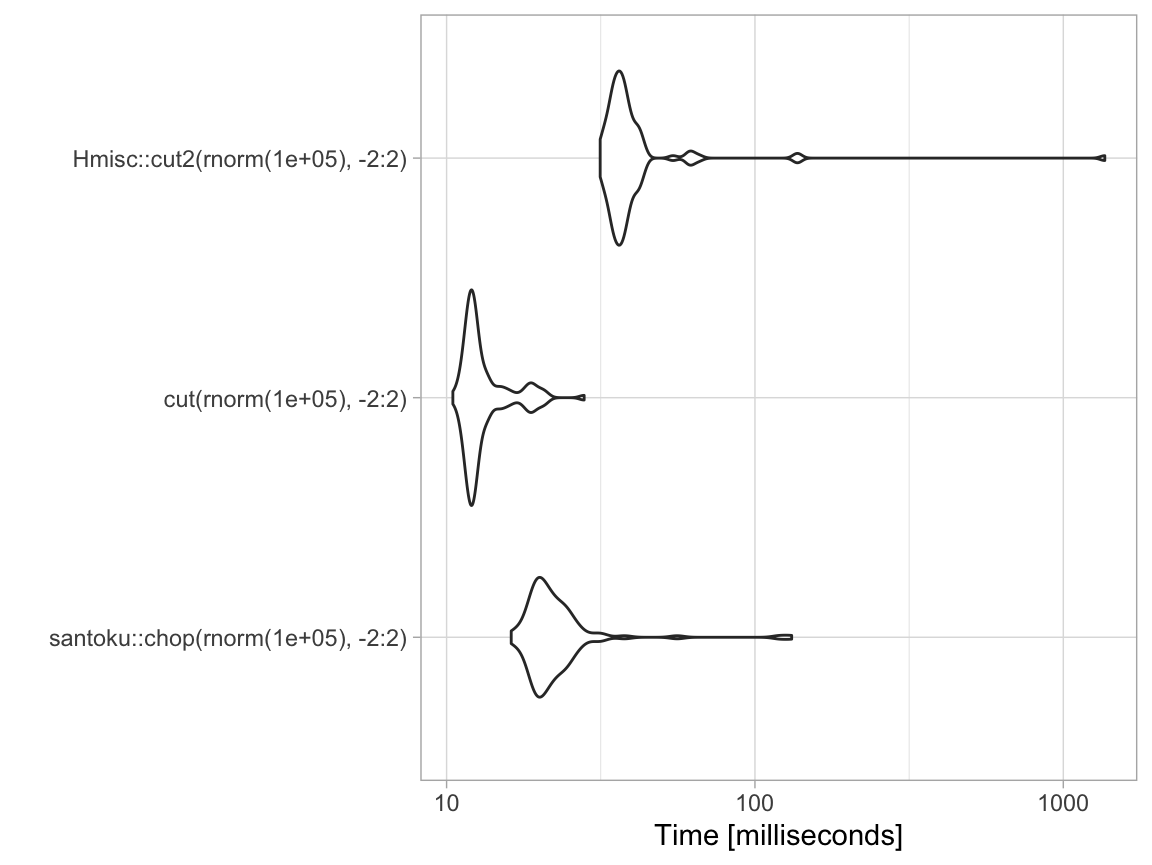 Hmisc::cut2(rnorm(1e+05), -2:2)
cut(rnorm(1e+05), -2:2)
santoku::chop(rnorm(1e+05), -2:2)
10 100 1000
Time [milliseconds]